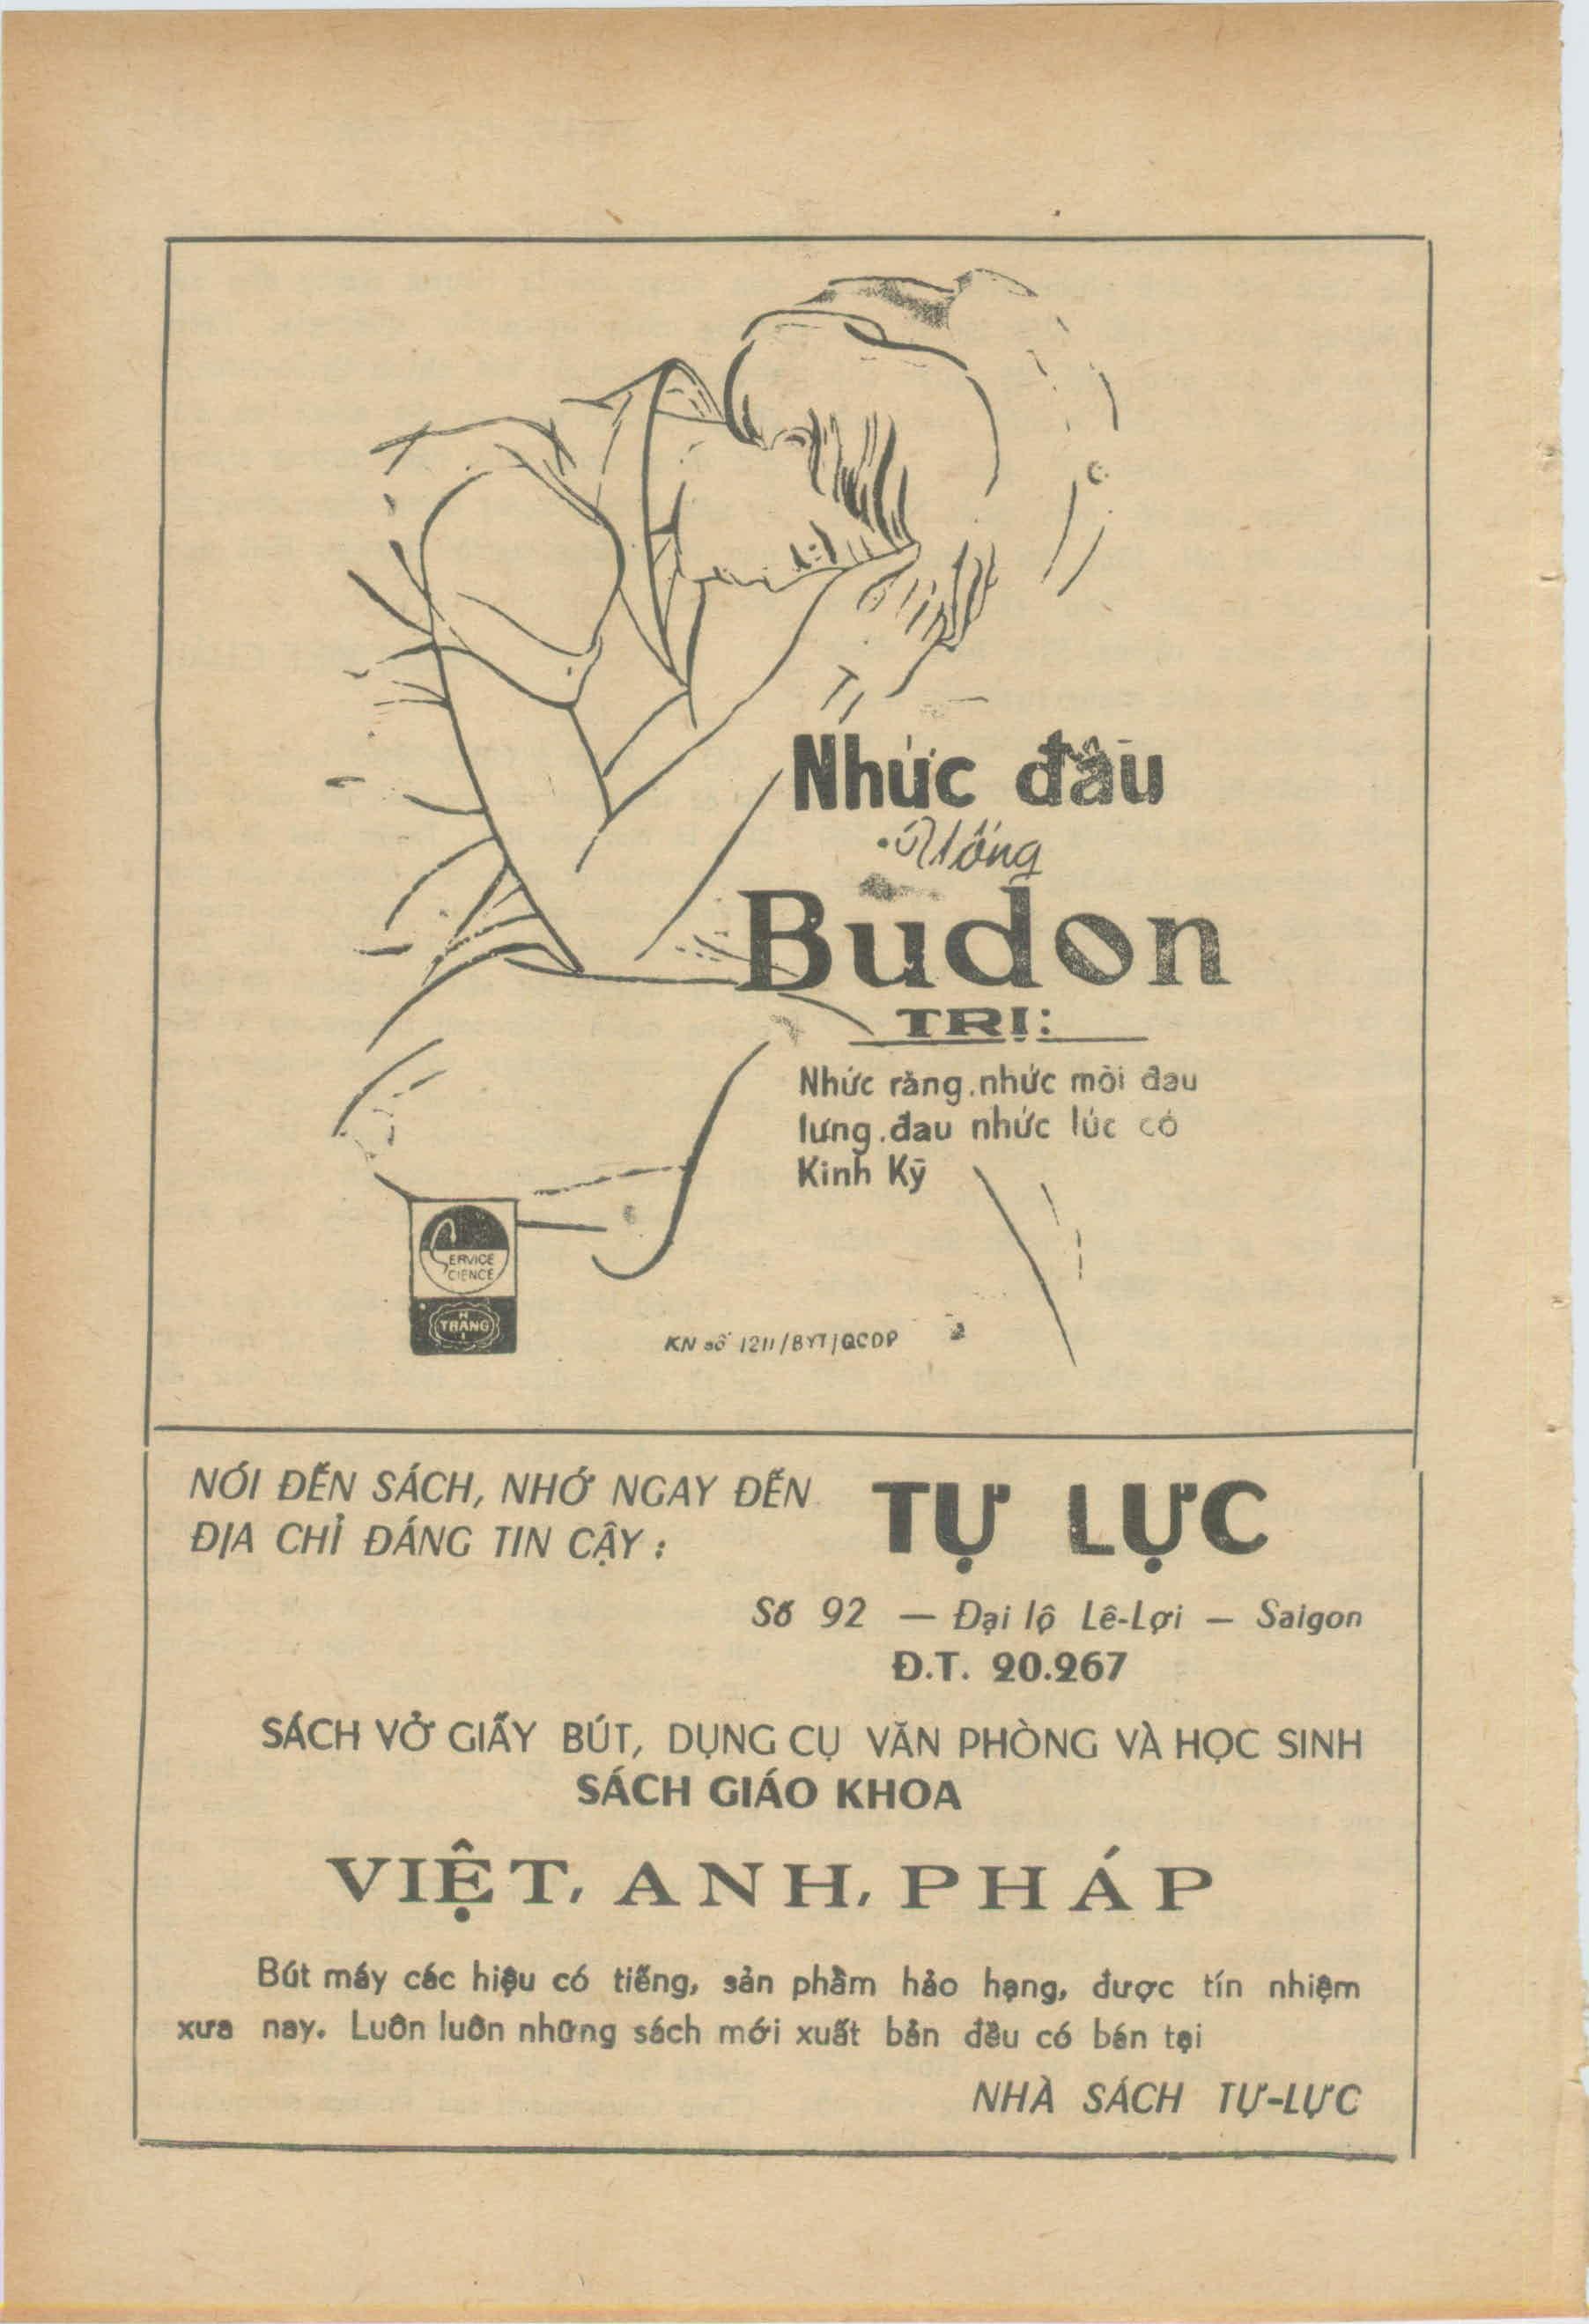 Nhức đầu
Uống
Budon
TRỊ:
Nhức răng. nhức mỏi đau
lưng. đau nhức lúc có
Kinh Kỳ
SERVICE
SCIENCE
TRANG
KN số 1211/BYT/QCDP
NÓI ĐẾN SÁCH, NHỚ NGAY ĐẾN
ĐỊA CHỈ ĐÁNG TIN CẬY :
TỰ LỰC
Số 92 — Đại lộ Lê-Lợi — Saigon
Đ.T. 20.267
SÁCH VỞ GIẤY BÚT, DỤNG CỤ VĂN PHÒNG VÀ HỌC SINH
SÁCH GIÁO KHOA
VIỆT, ANH, PHÁP
Bút máy các hiệu có tiếng, sản phẩm hảo hạng, được tín nhiệm
xưa nay. Luôn luôn những sách mới xuất bản đều có bán tại
NHÀ SÁCH TỰ-LỰC